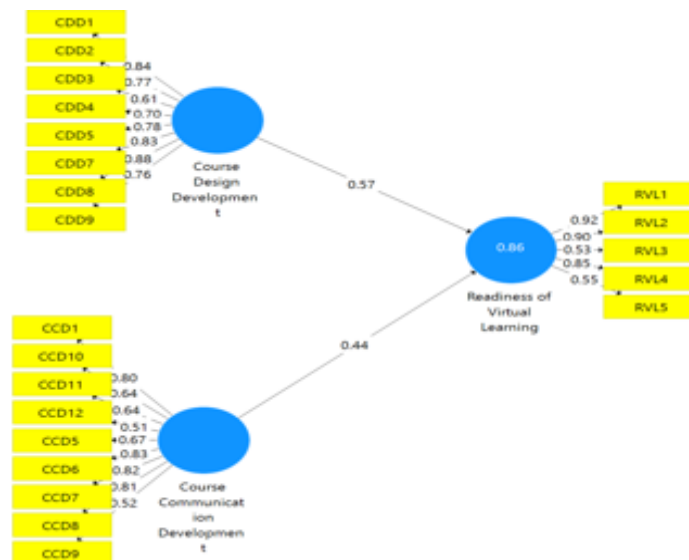 CDD1
CDD2
CDD3
CDD4
CDD5
CDD7
CDD8
CDD9
0.84
0.77
0.61
0.70
0.78
0.83
0.88
0.76
Course
Design
Developmen
t
0.57
0.86
Readiness of
Virtual
Learning
0.92
0.90
0.53
0.85
0.55
RVL1
RVL2
RVL3
RVL4
RVL5
0.44
CCD1
CCD10
CCD11
CCD12
CCD5
CCD6
CCD7
CCD8
CCD9
0.80
0.64
0.64
0.51
0.67
0.83
0.82
0.81
0.52
Course
Communicat
ion
Developmen
t